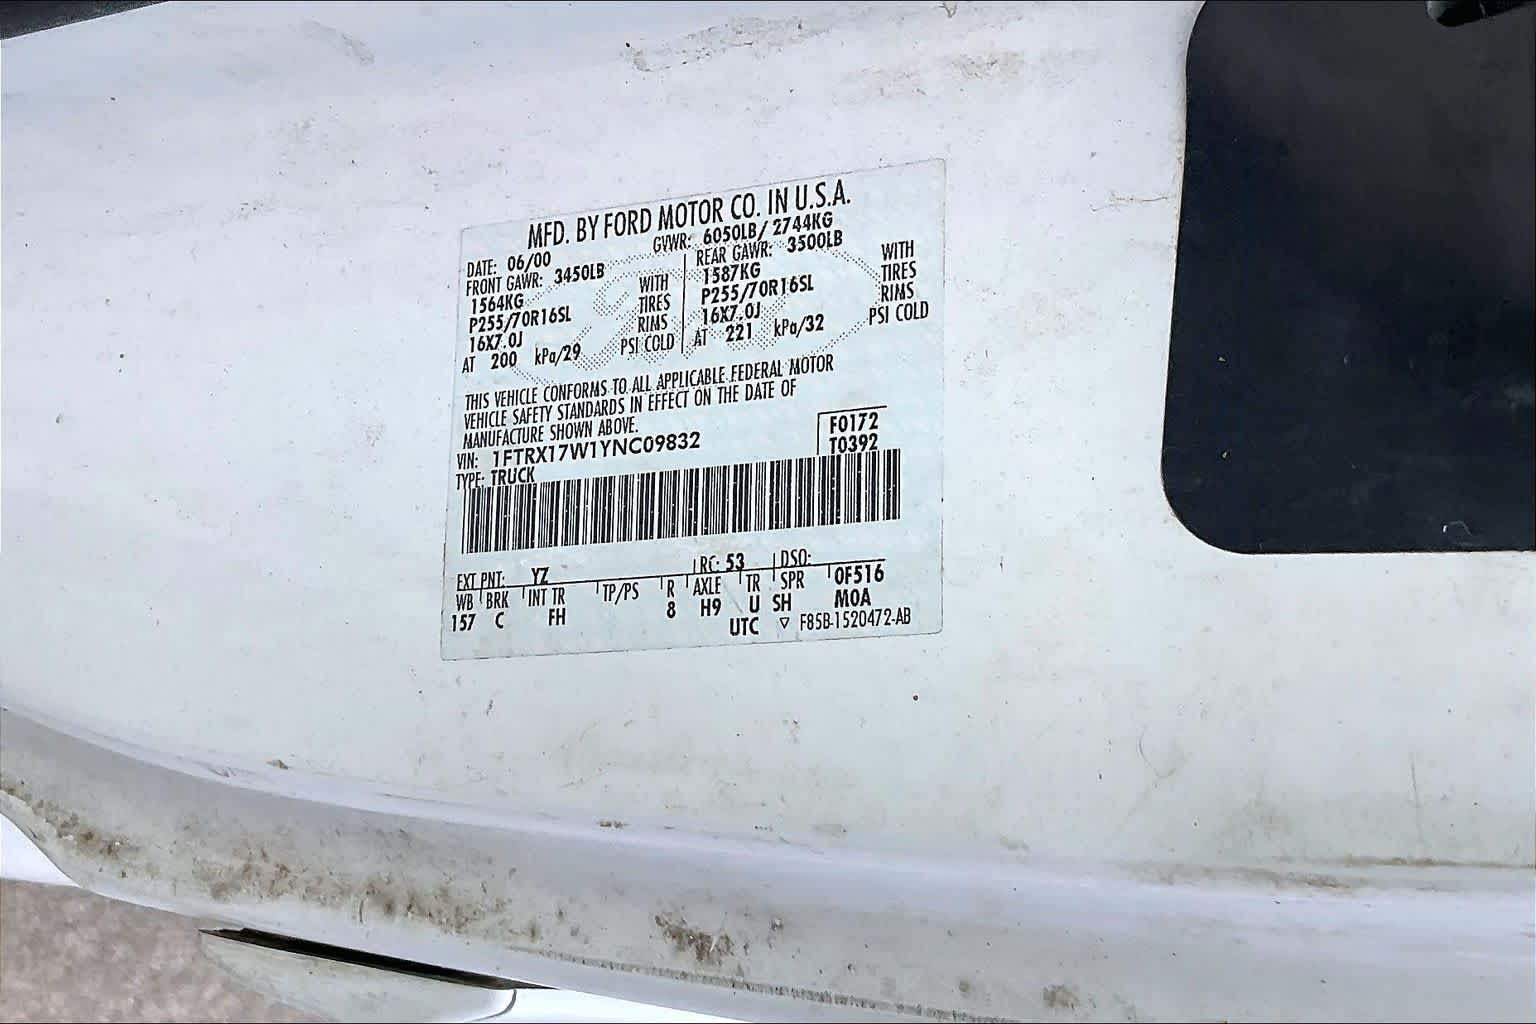 MFD. BY FORD MOTOR CO. IN U.S.A.
DATE: 06/00 GVWR: 6050LB/ 2744KG
FRONT GAWR: 3450LB REAR GAWR: 3500LB
1564KG WITH 1587KG WITH
P255/70R16SL TIRES P255/70R16SL TIRES
16X7.0J RIMS 16X7.0J RIMS
AT 200 kPa/29 PSI COLD AT 221 kPa/32 PSI COLD
THIS VEHICLE CONFORMS TO ALL APPLICABLE FEDERAL MOTOR
VEHICLE SAFETY STANDARDS IN EFFECT ON THE DATE OF
MANUFACTURE SHOWN ABOVE.
F0172
VIN: 1FTRX17W1YNC09832
T0392
TYPE: TRUCK
EXT PNT: YZ RC: 53 DSO:
WB BRK INT TR TP/PS R AXLE TR SPR 0F516
157 C FH 8 H9 U SH M0A
UTC ▽ F85B-1520472-AB